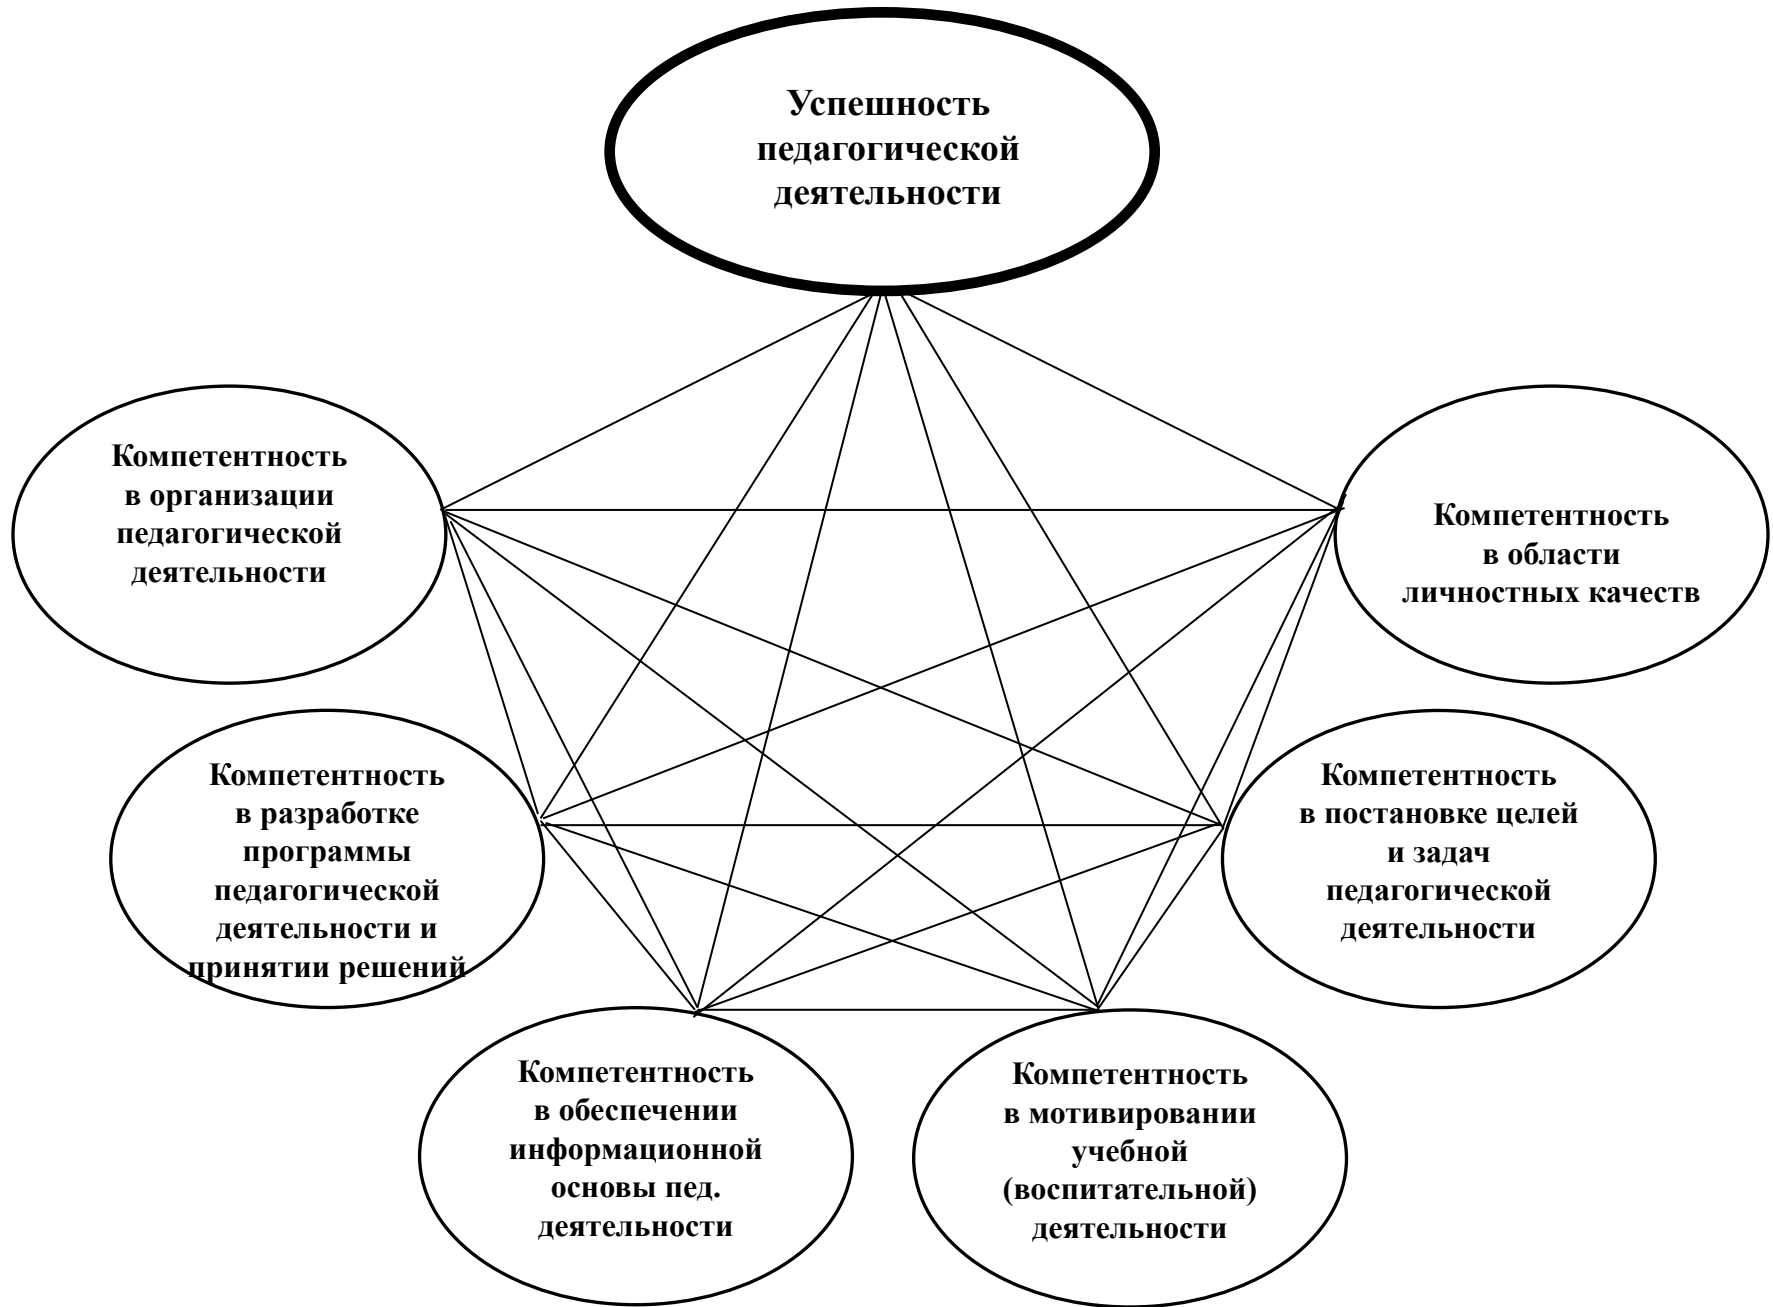 Успешность
педагогической
деятельности
Компетентность
в организации
педагогической
деятельности
Компетентность
в области
личностных качеств
Компетентность
в разработке
программы
педагогической
деятельности и
принятии решений
Компетентность
в постановке целей
и задач
педагогической
деятельности
Компетентность
в обеспечении
информационной
основы пед.
деятельности
Компетентность
в мотивировании
учебной
(воспитательной)
деятельности